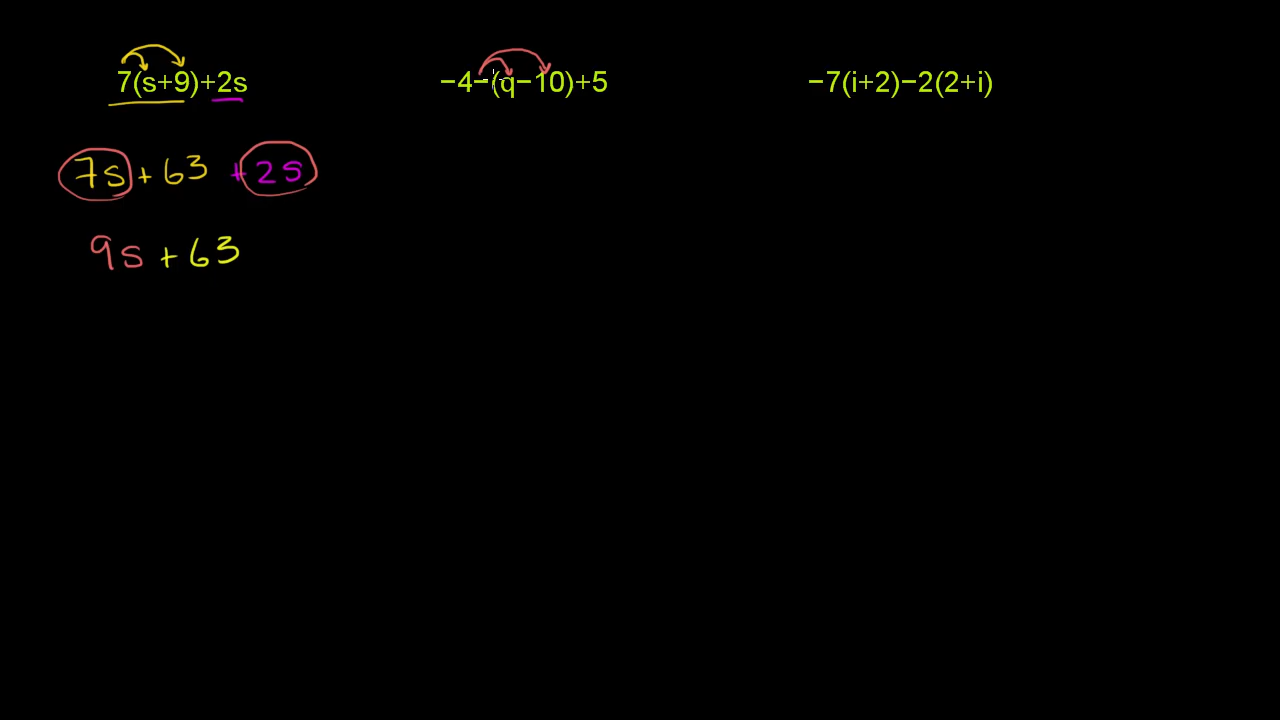 7(s+9)+2s
7s + 63 + 2s
9s + 63
−4−(q−10)+5
−7(i+2)−2(2+i)